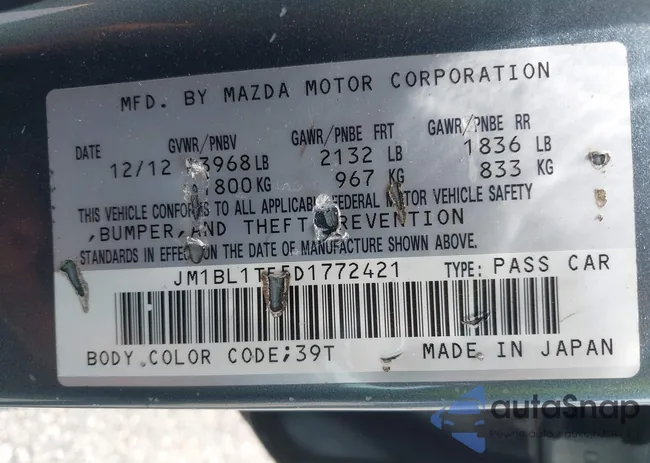 MFD. BY MAZDA MOTOR CORPORATION
DATE GVWR/PNBV GAWR/PNBE FRT GAWR/PNBE RR
12/12 3968 LB 2132 LB 1836 LB
800 KG 967 KG 833 KG
THIS VEHICLE CONFORMS TO ALL APPLICABLE FEDERAL MOTOR VEHICLE SAFETY
,BUMPER,AND THEFT PREVENTION
STANDARDS IN EFFECT ON THE DATE OF MANUFACTURE SHOWN ABOVE.
TYPE: PASS CAR
BODY COLOR CODE;39T MADE IN JAPAN
autoSnap